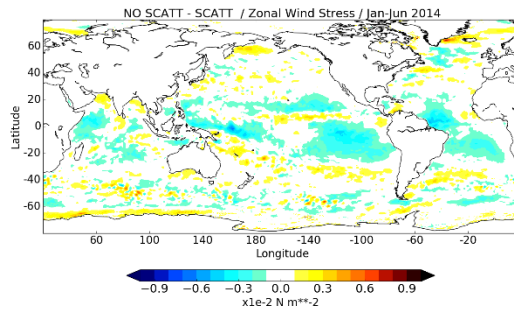 NO SCATT - SCATT / Zonal Wind Stress / Jan-Jun 2014
60
40
20
0
-20
-40
-60
Latitude
60 100 140 180 -140 -100 -60 -20
Longitude
-0.9 -0.6 -0.3 0.0 0.3 0.6 0.9
x1e-2 N m**-2